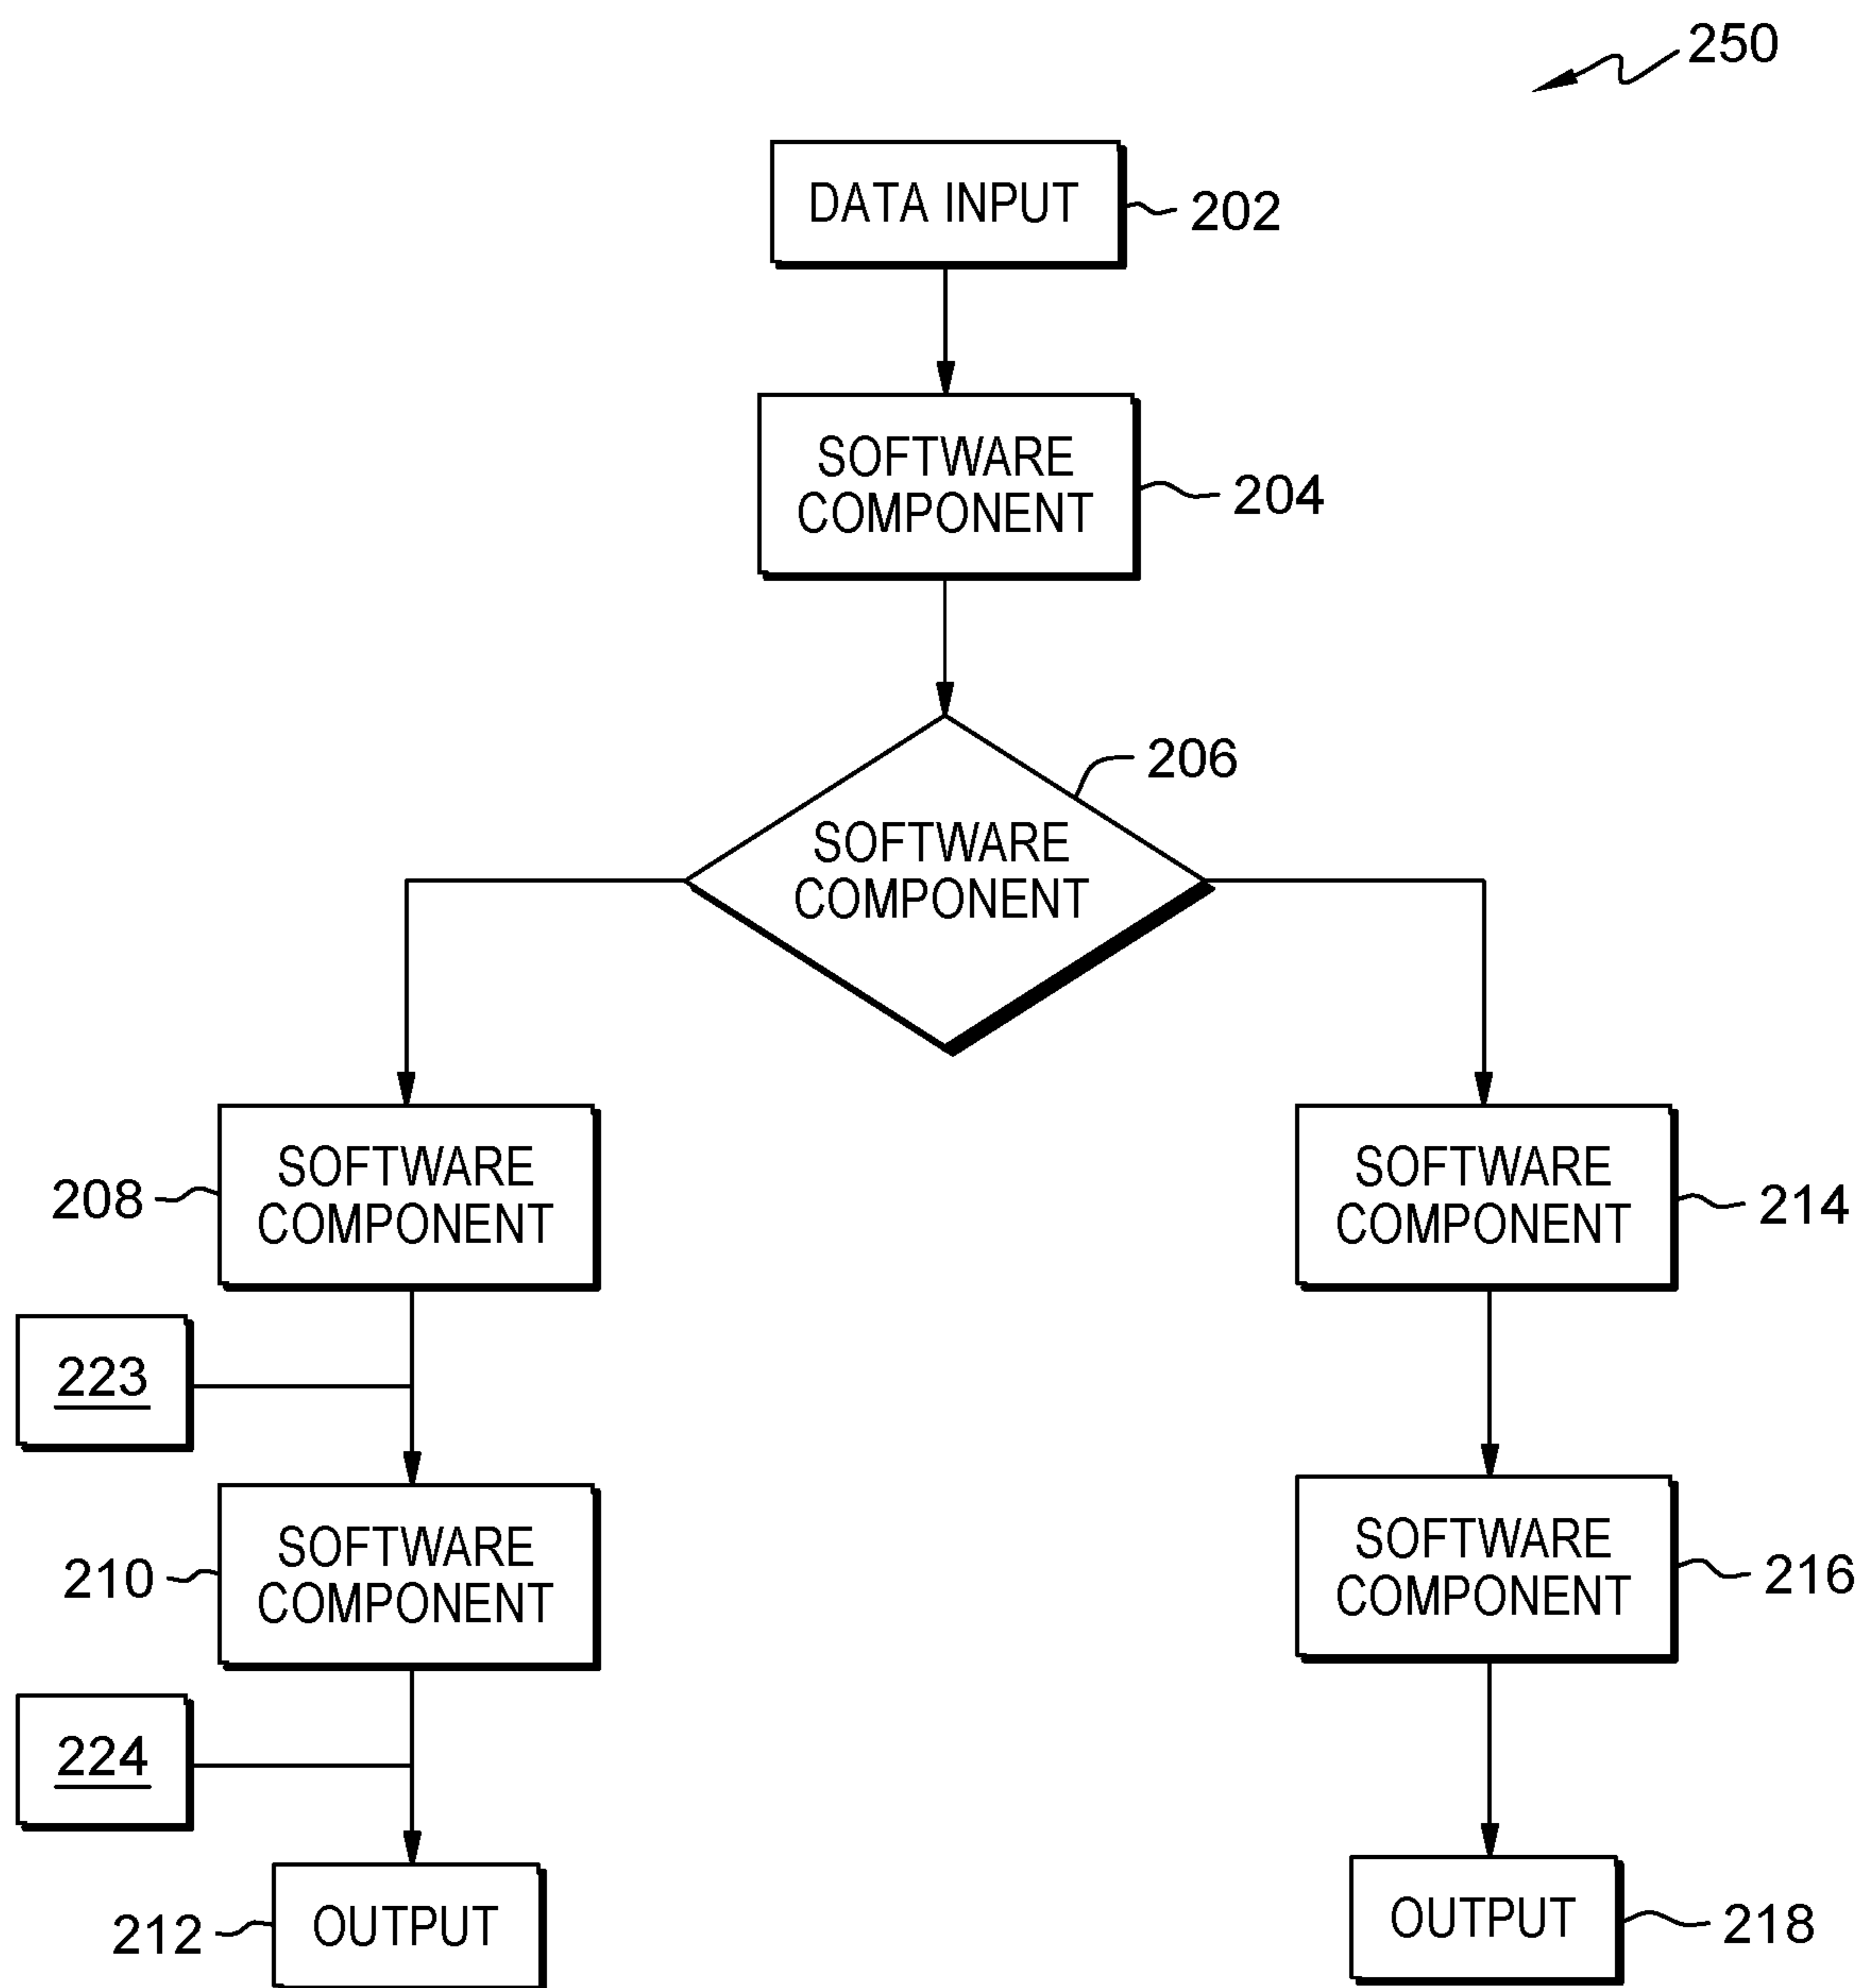 250
DATA INPUT
202
SOFTWARE
COMPONENT
204
206
SOFTWARE
COMPONENT
208
SOFTWARE
COMPONENT
SOFTWARE
COMPONENT
214
223
210
SOFTWARE
COMPONENT
SOFTWARE
COMPONENT
216
224
212
OUTPUT
OUTPUT
218